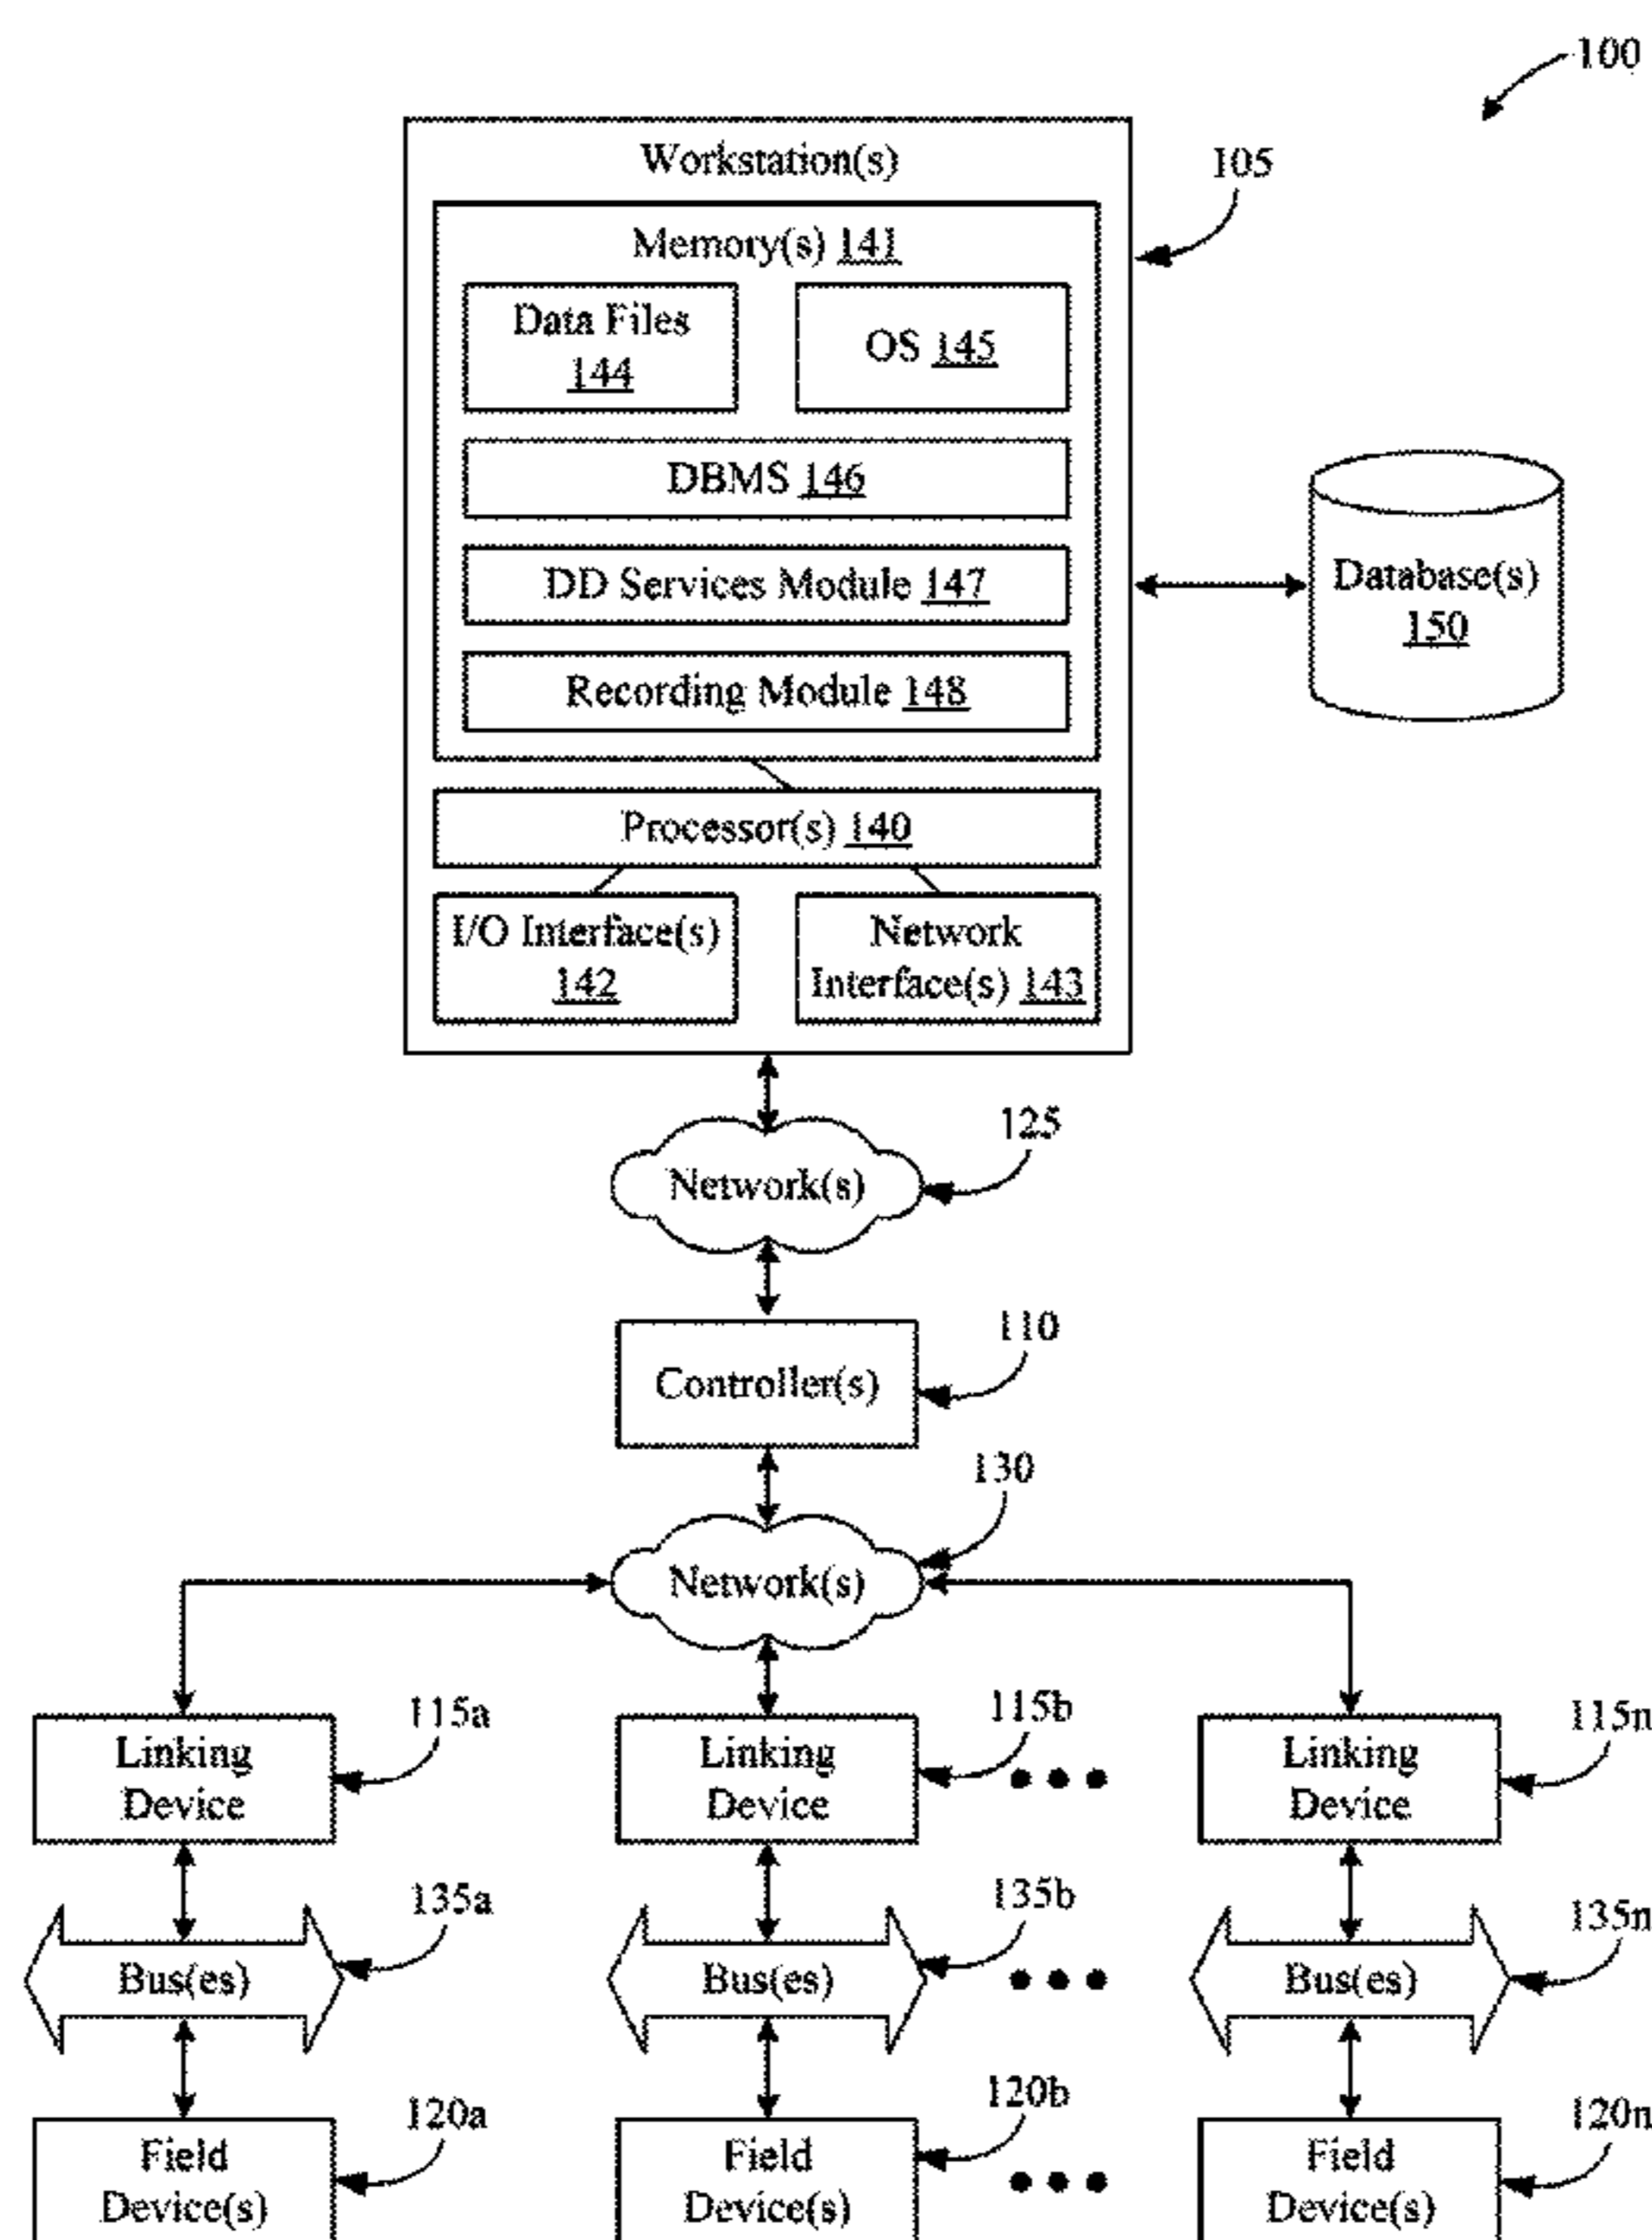 100
Workstation(s)
105
Memory(s) 141
Data Files
144
OS 145
DBMS 146
DD Services Module 147
Recording Module 148
Database(s)
150
Processor(s) 140
I/O Interface(s)
142
Network
Interface(s) 143
125
Network(s)
110
Controller(s)
130
Network(s)
115a
Linking
Device
115b
Linking
Device
115n
Linking
Device
135a
Bus(es)
135b
Bus(es)
135n
Bus(es)
120a
Field
Device(s)
120b
Field
Device(s)
120n
Field
Device(s)